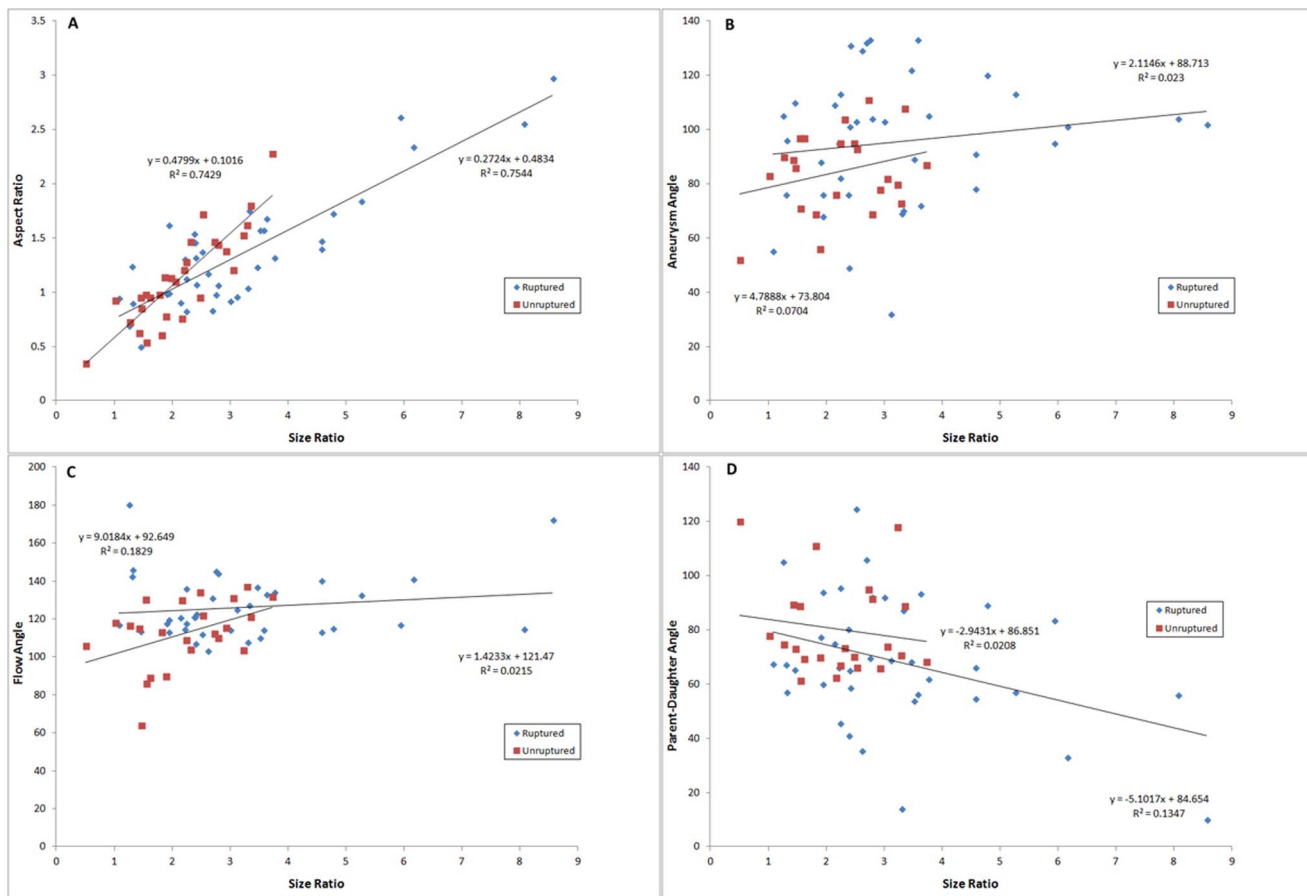 A
3.5
3
2.5
2
1.5
1
0.5
0
Aspect Ratio
y = 0.4799x + 0.1016
R² = 0.7429
y = 0.2724x + 0.4834
R² = 0.7544
Ruptured
Unruptured
0 1 2 3 4 5 6 7 8 9
Size Ratio
B
140
120
100
80
60
40
20
0
Aneurysm Angle
y = 2.1146x + 88.713
R² = 0.023
y = 4.7888x + 73.804
R² = 0.0704
Ruptured
Unruptured
0 1 2 3 4 5 6 7 8 9
Size Ratio
C
200
180
160
140
120
100
80
60
40
20
0
Flow Angle
y = 9.0184x + 92.649
R² = 0.1829
y = 1.4233x + 121.47
R² = 0.0215
Ruptured
Unruptured
0 1 2 3 4 5 6 7 8 9
Size Ratio
D
140
120
100
80
60
40
20
0
Parent-Daughter Angle
y = -2.9431x + 86.851
R² = 0.0208
Ruptured
Unruptured
y = -5.1017x + 84.654
R² = 0.1347
0 1 2 3 4 5 6 7 8 9
Size Ratio